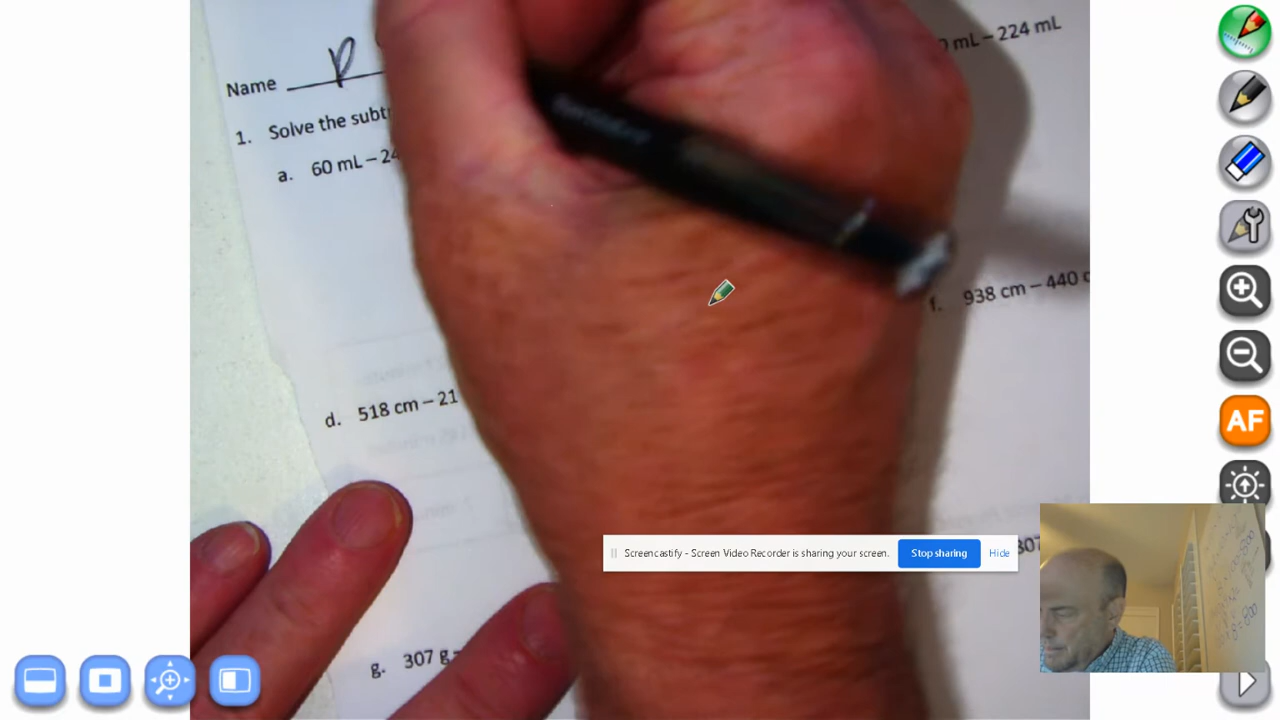 Name P
mL – 224 mL
1. Solve the subt
a. 60 mL – 24
f. 938 cm – 440 c
d. 518 cm – 21
Screencastify - Screen Video Recorder is sharing your screen. Stop sharing Hide
307
g. 307 g –
AF